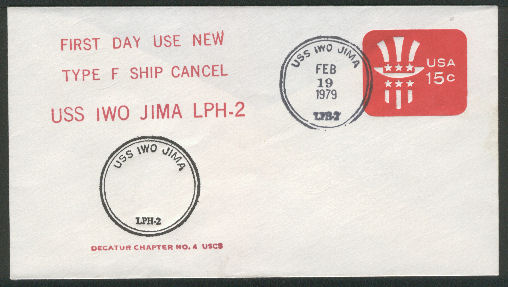 FIRST DAY USE NEW
TYPE F SHIP CANCEL
USS IWO JIMA LPH-2
USS IWO JIMA
FEB
19
1979
LPH-2
USA
15c
USS IWO JIMA
LPH-2
DECATUR CHAPTER NO. 4 USCS